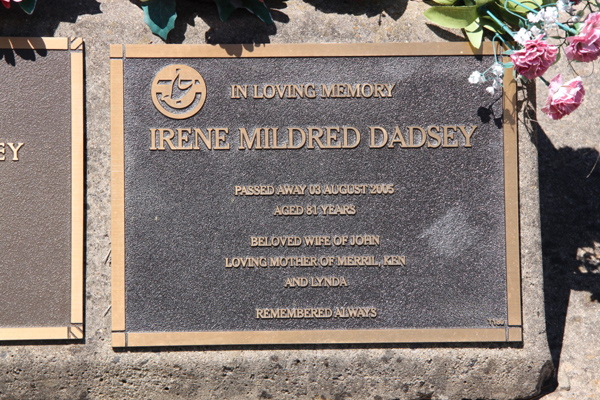 EY
IN LOVING MEMORY
IRENE MILDRED DADSEY
PASSED AWAY 03 AUGUST 2005
AGED 81 YEARS
BELOVED WIFE OF JOHN
LOVING MOTHER OF MERRIL, KEN
AND LYNDA
REMEMBERED ALWAYS